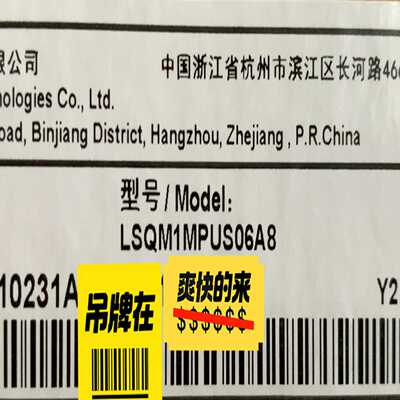 限公司
中国浙江省杭州市滨江区长河路466
nologies Co., Ltd.
oad, Binjiang District, Hangzhou, Zhejiang , P.R.China
型号 / Model:
LSQM1MPUS06A8
10231A
Y2
吊牌在
爽快的来
$$$$$$